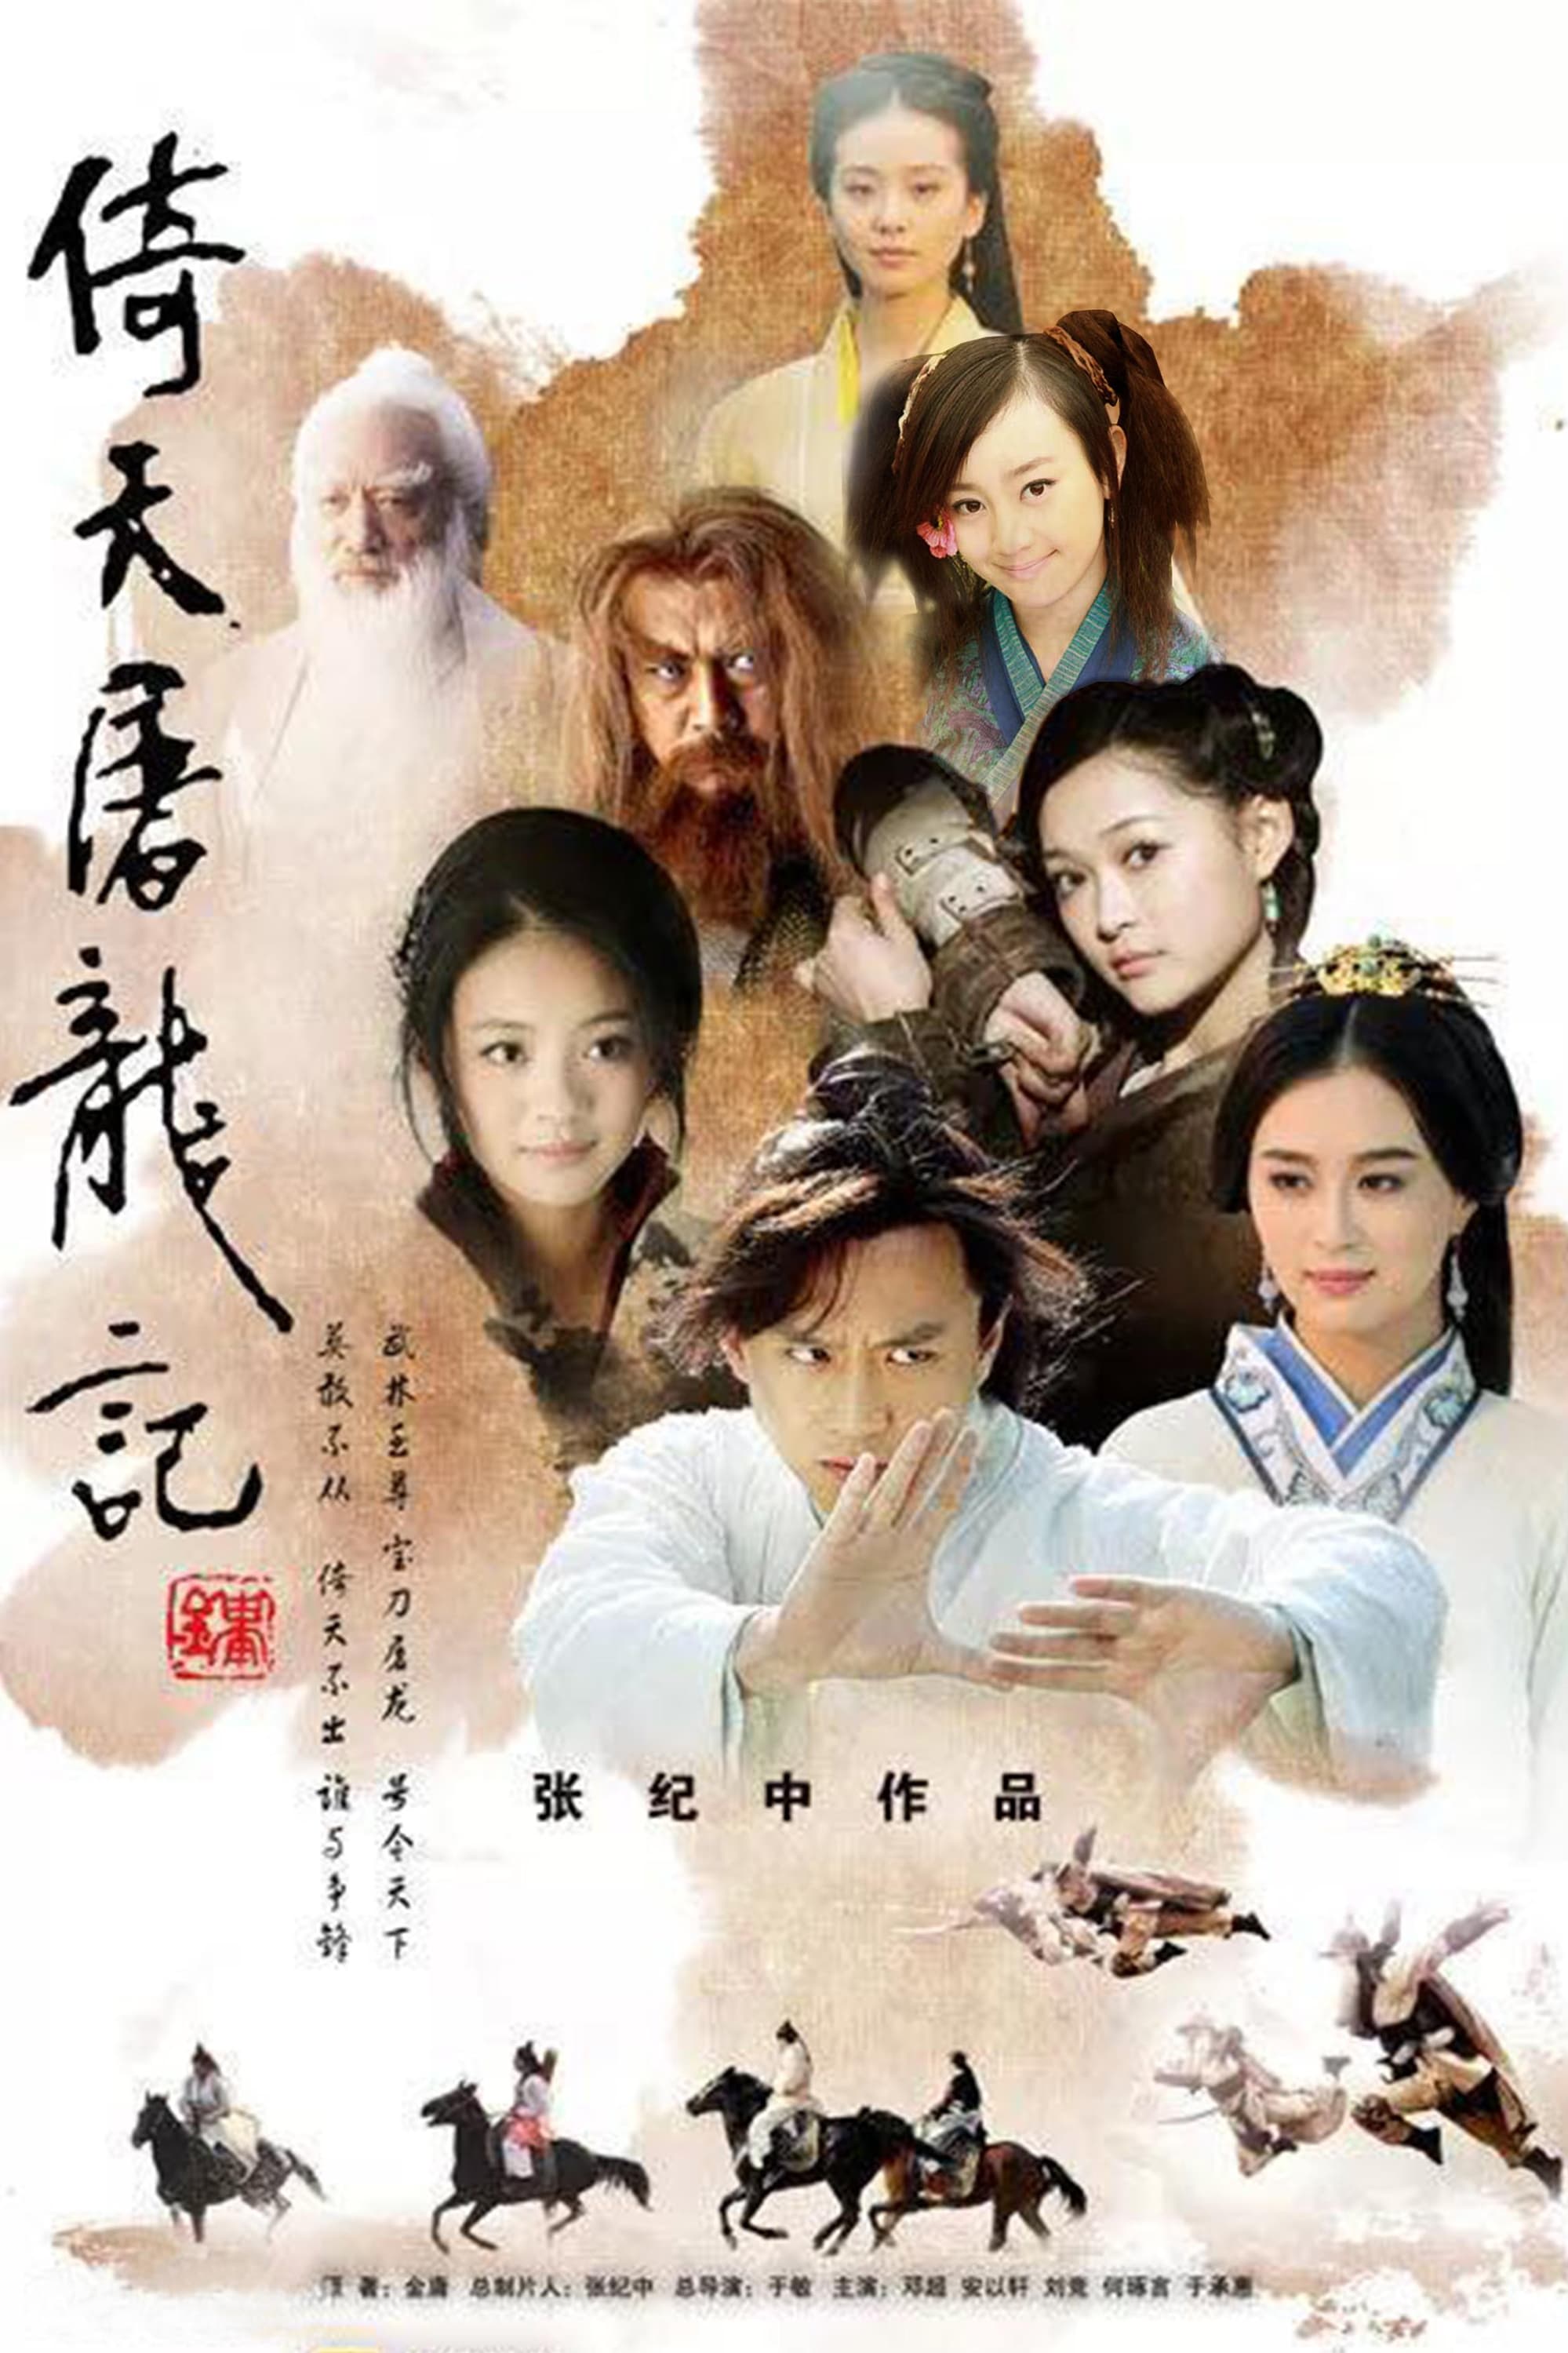 倚天屠龍記
武林至尊 宝刀屠龙 号令天下
莫敢不从 倚天不出 谁与争锋
张纪中作品
原著：金庸 总制片人：张纪中 总导演：于敏 主演：邓超 安以轩 刘竞 何琢言 于承惠